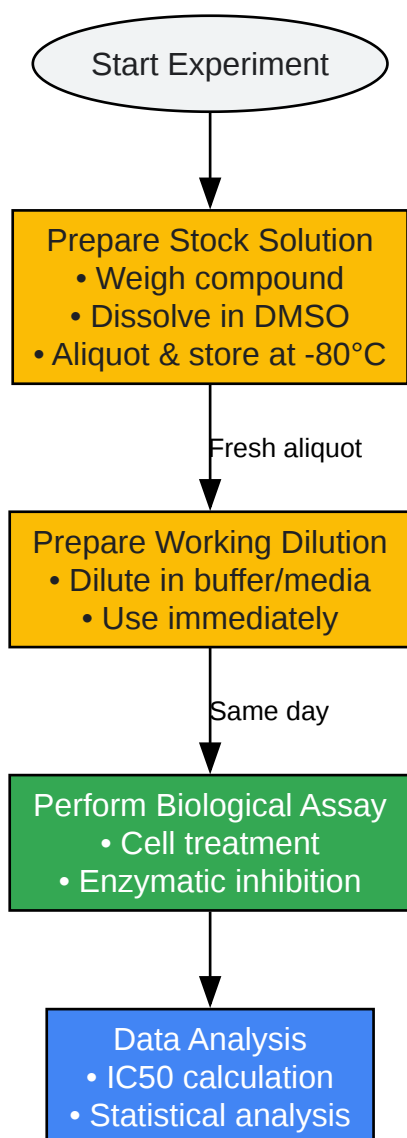 Start Experiment
Prepare Stock Solution
• Weigh compound
• Dissolve in DMSO
• Aliquot & store at -80°C
Fresh aliquot
Prepare Working Dilution
• Dilute in buffer/media
• Use immediately
Same day
Perform Biological Assay
• Cell treatment
• Enzymatic inhibition
Data Analysis
• IC50 calculation
• Statistical analysis